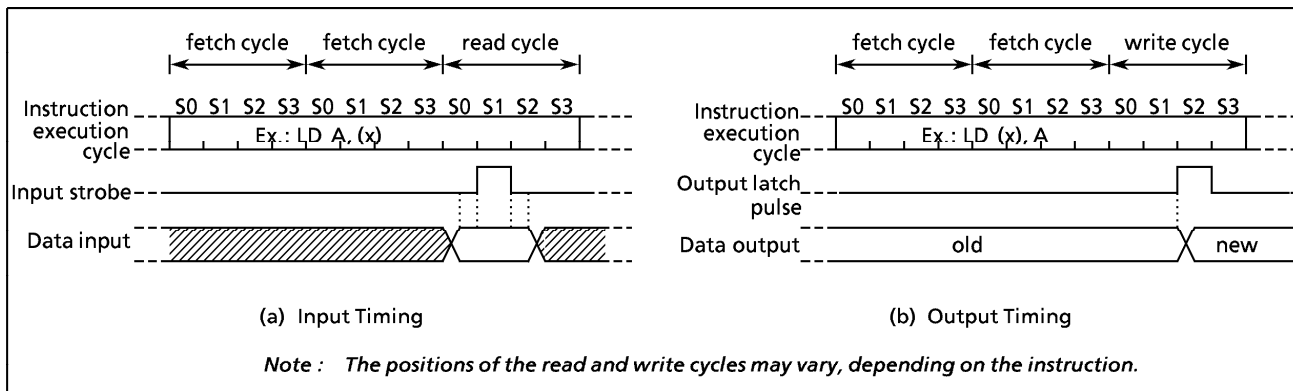 fetch cycle fetch cycle read cycle
S0 S1 S2 S3 S0 S1 S2 S3 S0 S1 S2 S3
Instruction
execution
cycle
Ex.: LD A, (x)
Input strobe
Data input
(a) Input Timing
fetch cycle fetch cycle write cycle
S0 S1 S2 S3 S0 S1 S2 S3 S0 S1 S2 S3
Instruction
execution
cycle
Ex.: LD (x), A
Output latch
pulse
Data output
old
new
(b) Output Timing
Note : The positions of the read and write cycles may vary, depending on the instruction.